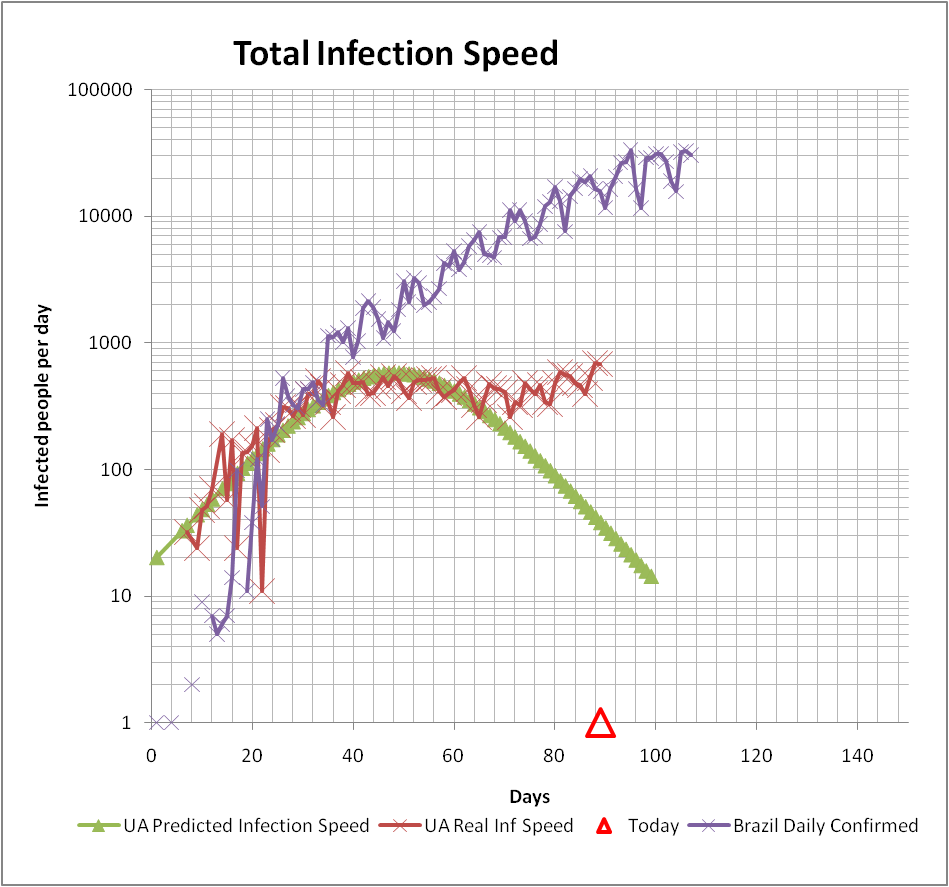 Total Infection Speed
100000
10000
1000
100
10
1
Infected people per day
0 20 40 60 80 100 120 140
Days
UA Predicted Infection Speed UA Real Inf Speed Today Brazil Daily Confirmed